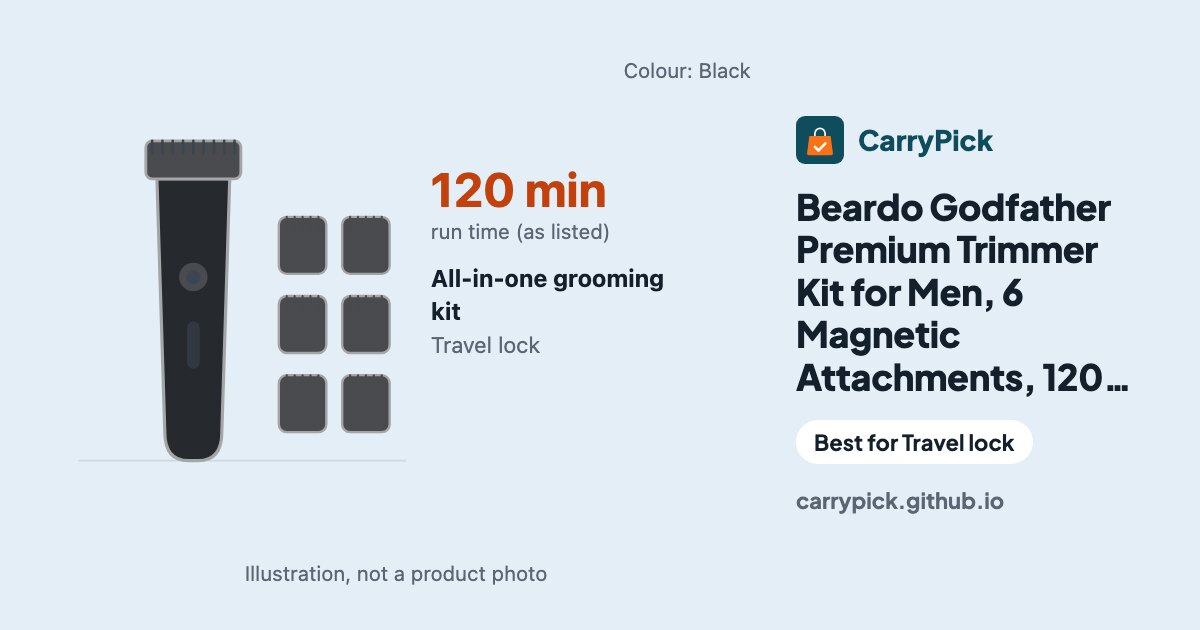 Colour: Black
120 min
run time (as listed)
All-in-one grooming
kit
Travel lock
Illustration, not a product photo
CarryPick
Beardo Godfather
Premium Trimmer
Kit for Men, 6
Magnetic
Attachments, 120…
Best for Travel lock
carrypick.github.io